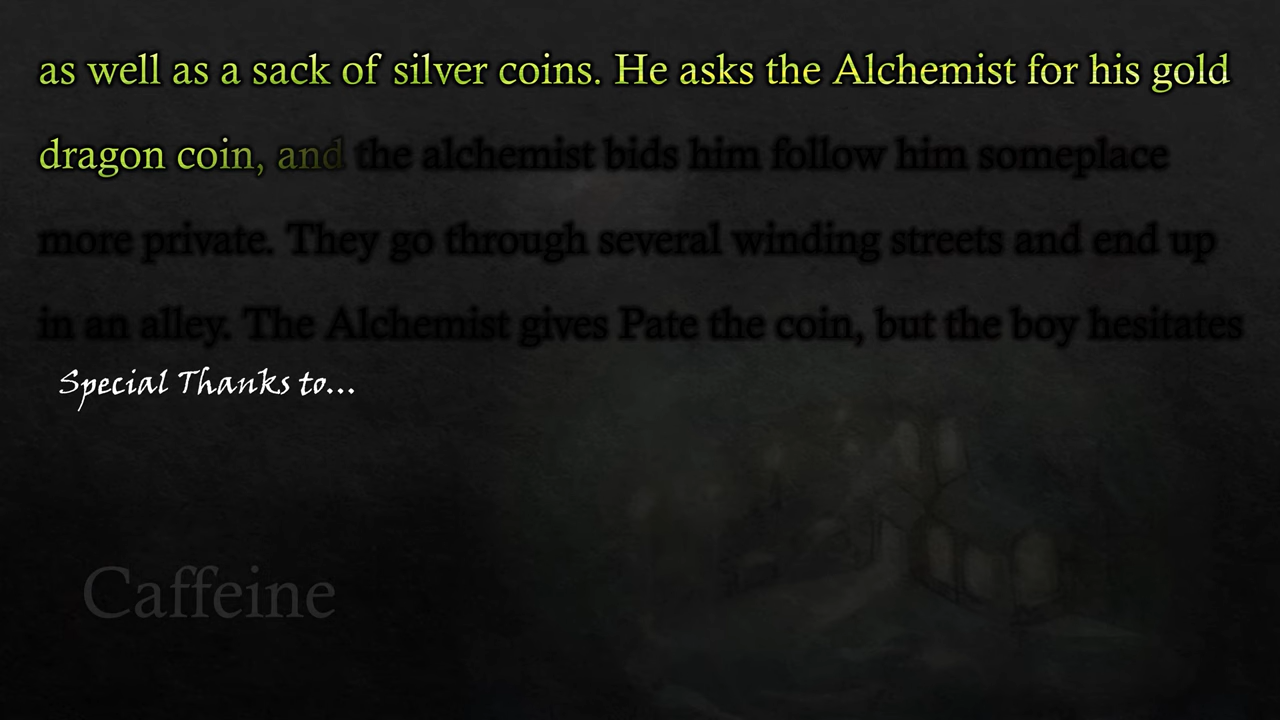 as well as a sack of silver coins. He asks the Alchemist for his gold
dragon coin, and the alchemist bids him follow him someplace
more private. They go through several winding streets and end up
in an alley. The Alchemist gives Pate the coin, but the boy hesitates
Special Thanks to...
Caffeine